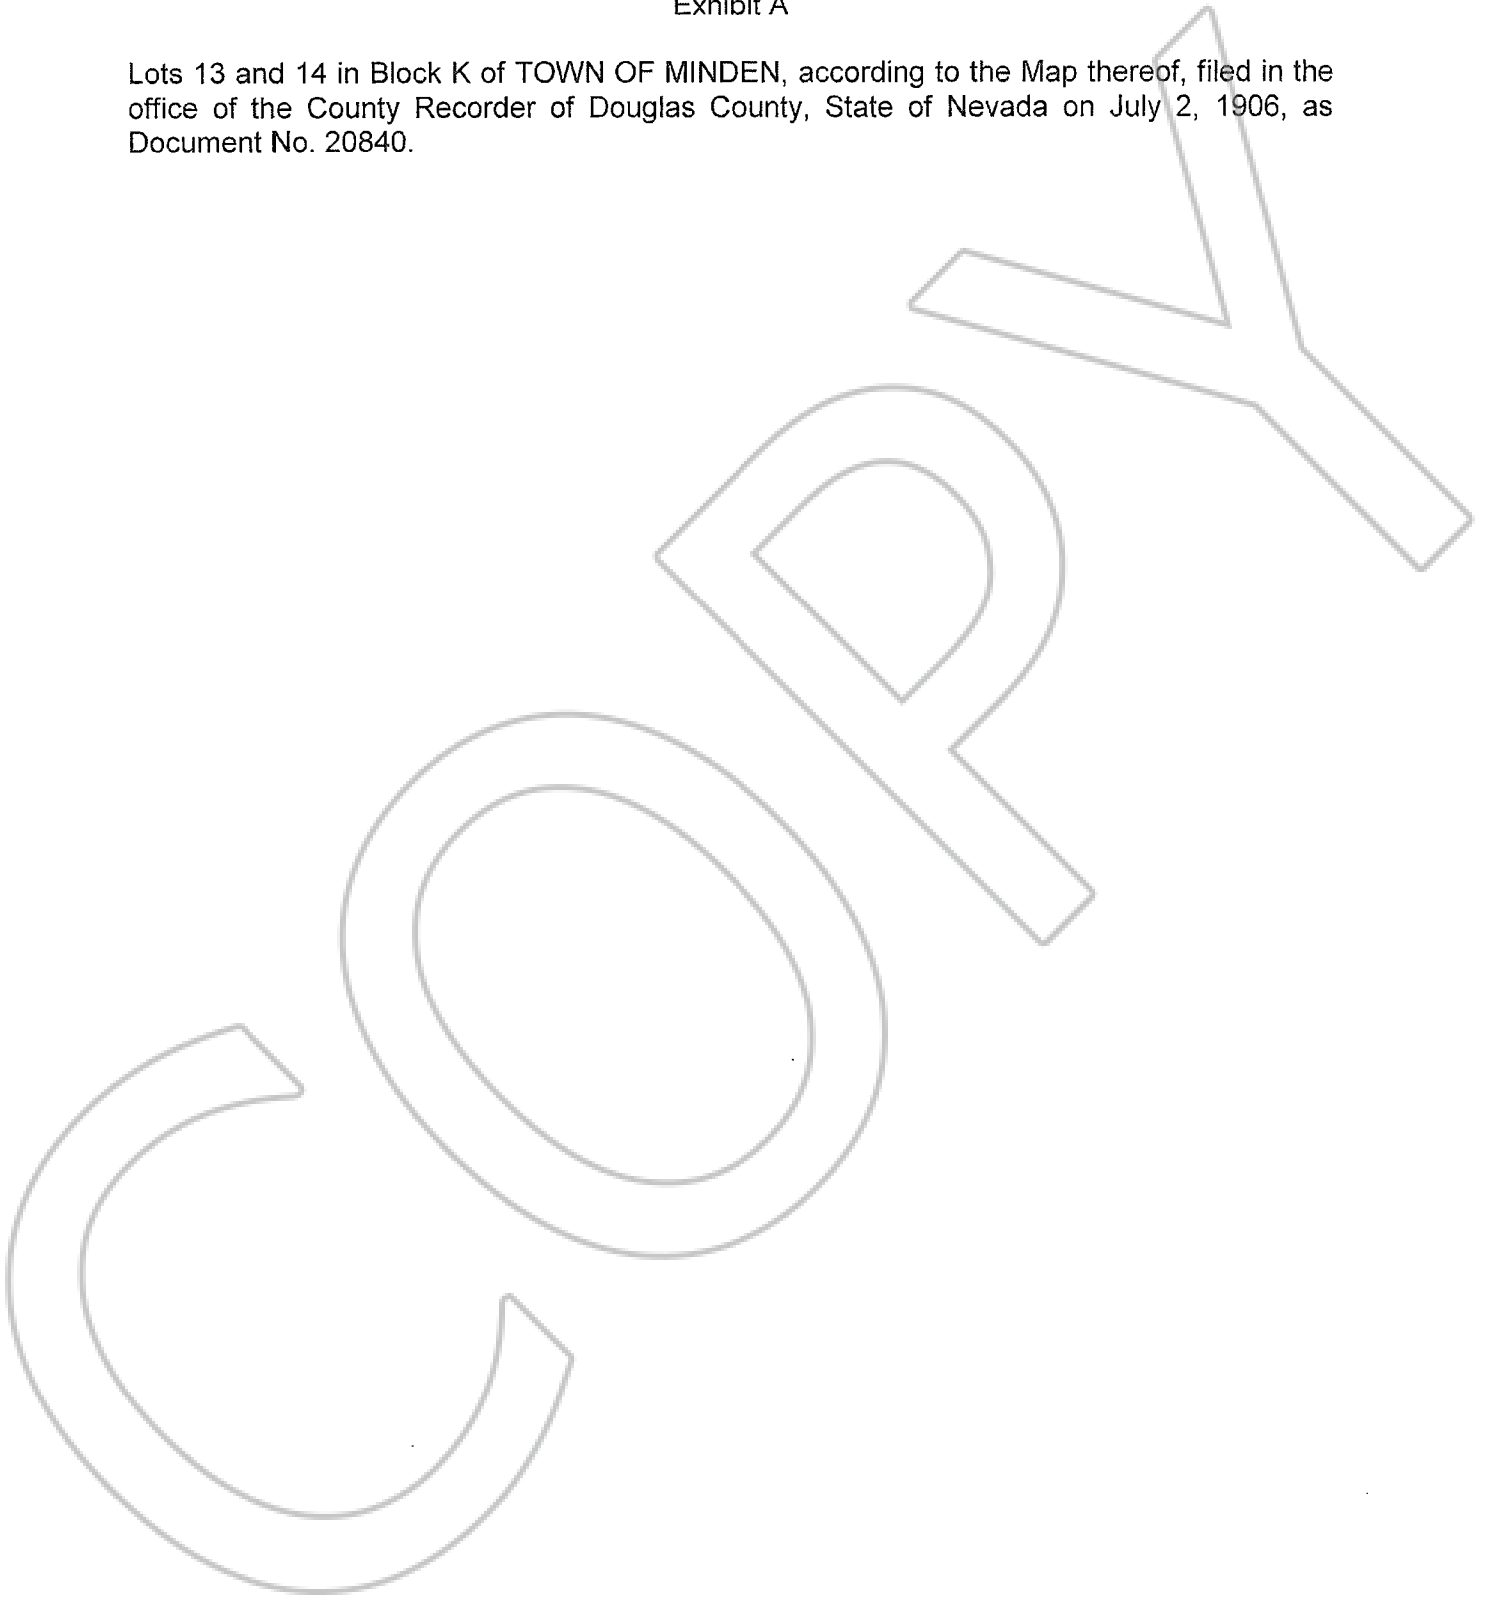 Exhibit A
Lots 13 and 14 in Block K of TOWN OF MINDEN, according to the Map thereof, filed in the
office of the County Recorder of Douglas County, State of Nevada on July 2, 1906, as
Document No. 20840.
COPY